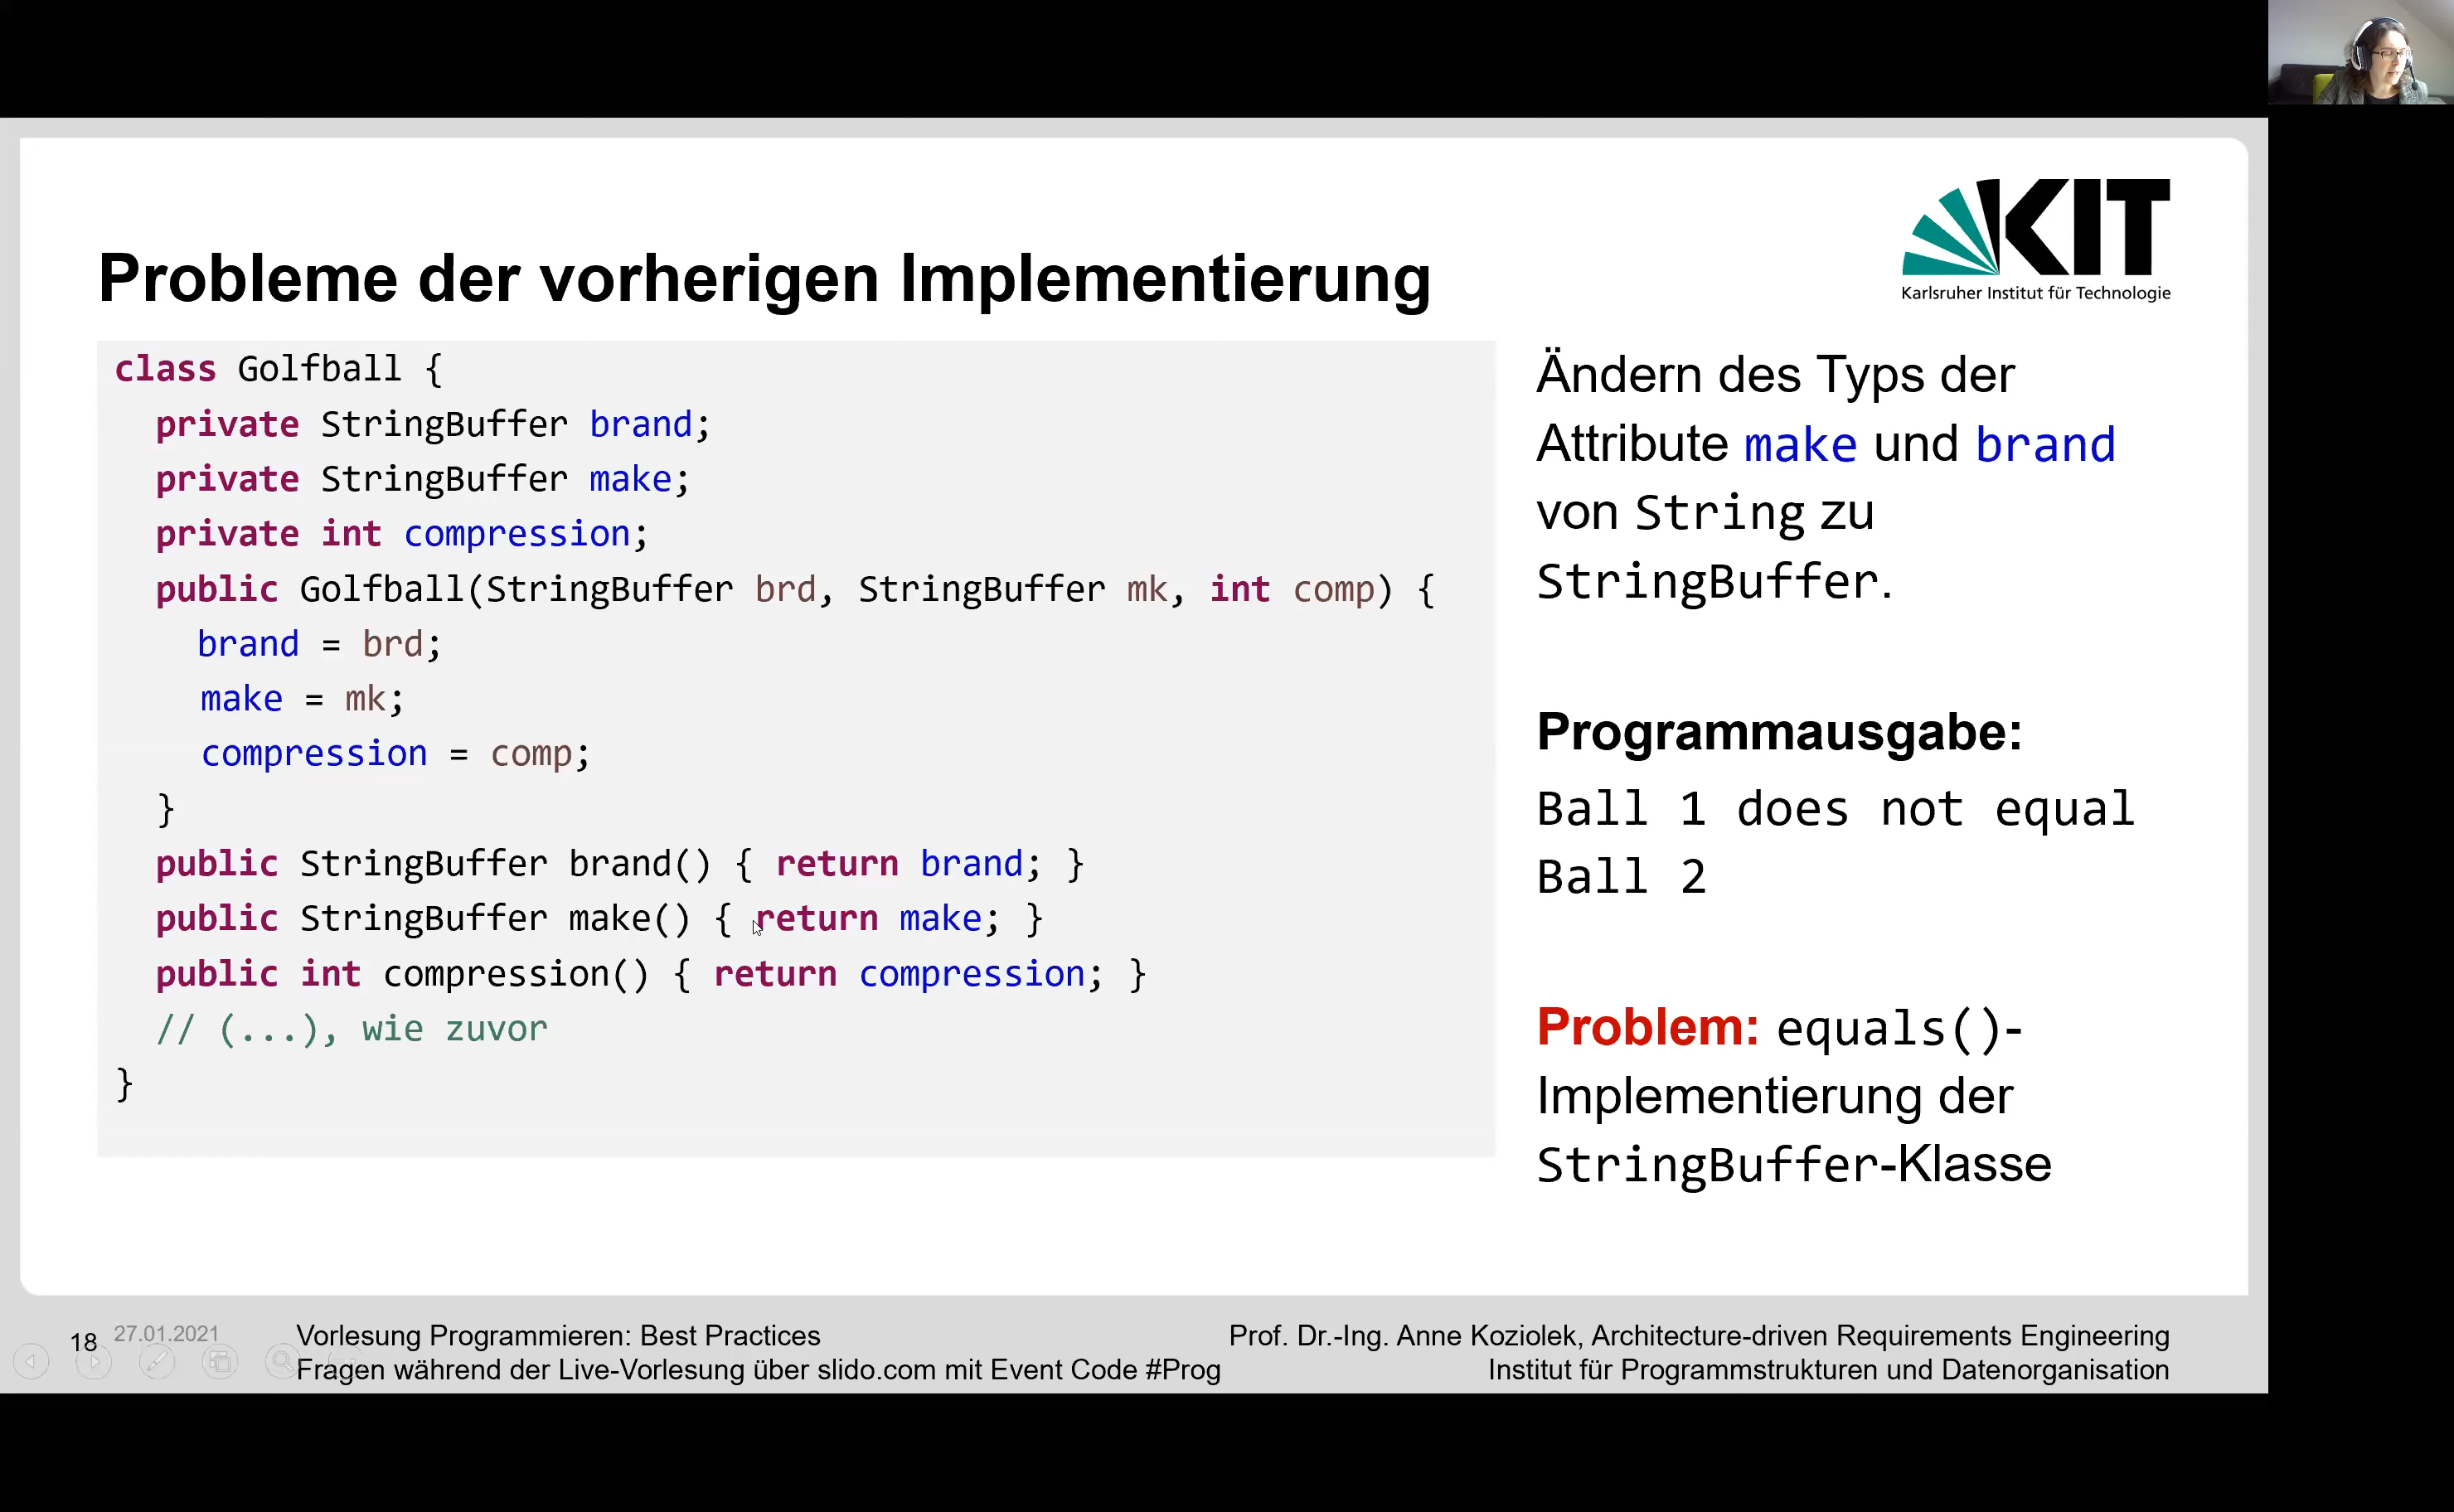 KIT
Karlsruher Institut für Technologie
Probleme der vorherigen Implementierung
class Golfball {
private StringBuffer brand;
private StringBuffer make;
private int compression;
public Golfball(StringBuffer brd, StringBuffer mk, int comp) {
brand = brd;
make = mk;
compression = comp;
}
public StringBuffer brand() { return brand; }
public StringBuffer make() { return make; }
public int compression() { return compression; }
// (...), wie zuvor
}
Ändern des Typs der
Attribute make und brand
von String zu
StringBuffer.
Programmausgabe:
Ball 1 does not equal
Ball 2
Problem: equals()-
Implementierung der
StringBuffer-Klasse
18 27.01.2021
Vorlesung Programmieren: Best Practices
Fragen während der Live-Vorlesung über slido.com mit Event Code #Prog
Prof. Dr.-Ing. Anne Koziolek, Architecture-driven Requirements Engineering
Institut für Programmstrukturen und Datenorganisation